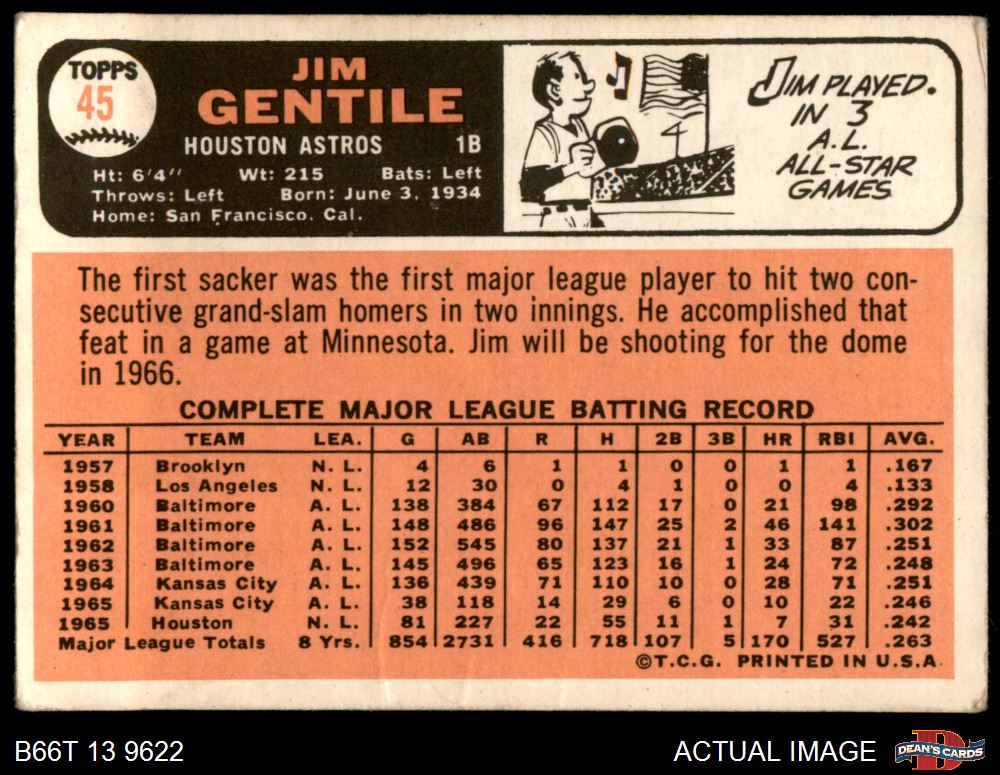 TOPPS
45
JIM
GENTILE
HOUSTON ASTROS 1B
Ht: 6'4" Wt: 215 Bats: Left
Throws: Left Born: June 3, 1934
Home: San Francisco, Cal.
4
JIM PLAYED.
IN 3
A.L.
ALL-STAR
GAMES
The first sacker was the first major league player to hit two con-
secutive grand-slam homers in two innings. He accomplished that
feat in a game at Minnesota. Jim will be shooting for the dome
in 1966.
COMPLETE MAJOR LEAGUE BATTING RECORD
YEAR TEAM LEA. G AB R H 2B 3B HR RBI AVG.
1957 Brooklyn N. L. 4 6 1 1 0 0 1 1 .167
1958 Los Angeles N. L. 12 30 0 4 1 0 0 4 .133
1960 Baltimore A. L. 138 384 67 112 17 0 21 98 .292
1961 Baltimore A. L. 148 486 96 147 25 2 46 141 .302
1962 Baltimore A. L. 152 545 80 137 21 1 33 87 .251
1963 Baltimore A. L. 145 496 65 123 16 1 24 72 .248
1964 Kansas City A. L. 136 439 71 110 10 0 28 71 .251
1965 Kansas City A. L. 38 118 14 29 6 0 10 22 .246
1965 Houston N. L. 81 227 22 55 11 1 7 31 .242
Major League Totals 8 Yrs. 854 2731 416 718 107 5 170 527 .263
©T.C.G. PRINTED IN U.S.A.
B66T 13 9622
ACTUAL IMAGE
DEAN'S CARDS